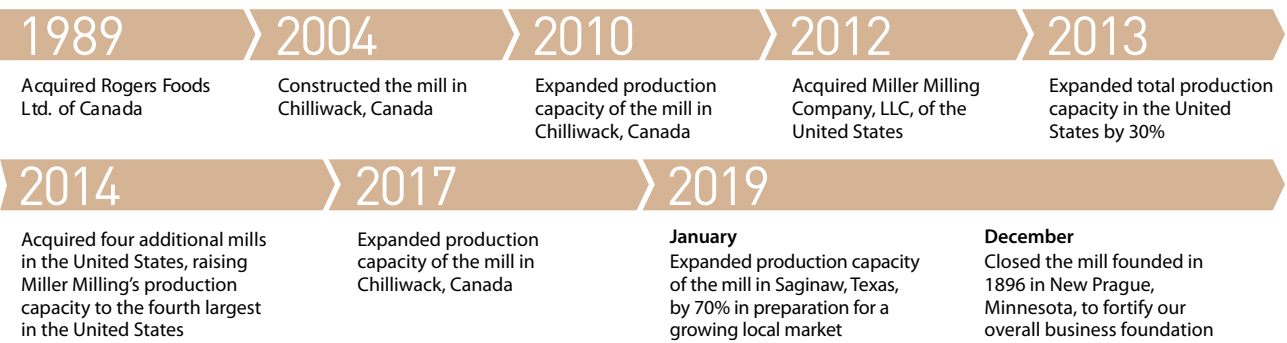 1989
Acquired Rogers Foods
Ltd. of Canada
2004
Constructed the mill in
Chilliwack, Canada
2010
Expanded production
capacity of the mill in
Chilliwack, Canada
2012
Acquired Miller Milling
Company, LLC, of the
United States
2013
Expanded total production
capacity in the United
States by 30%
2014
Acquired four additional mills
in the United States, raising
Miller Milling’s production
capacity to the fourth largest
in the United States
2017
Expanded production
capacity of the mill in
Chilliwack, Canada
2019
January
Expanded production capacity
of the mill in Saginaw, Texas,
by 70% in preparation for a
growing local market
December
Closed the mill founded in
1896 in New Prague,
Minnesota, to fortify our
overall business foundation